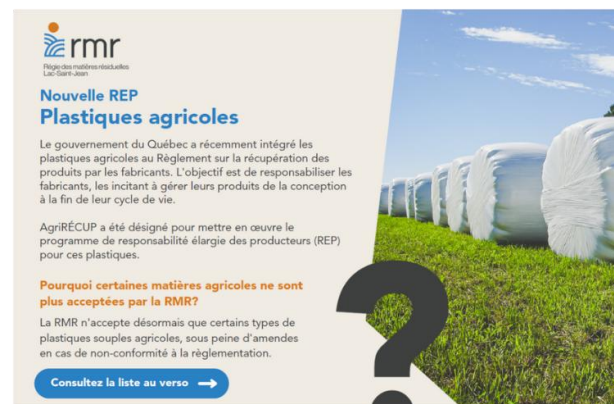 rmr
Régie des matières résiduelles
Lac-Saint-Jean
Nouvelle REP
Plastiques agricoles
Le gouvernement du Québec a récemment intégré les
plastiques agricoles au Règlement sur la récupération des
produits par les fabricants. L'objectif est de responsabiliser les
fabricants, les incitant à gérer leurs produits de la conception
à la fin de leur cycle de vie.
AgriRÉCUP a été désigné pour mettre en œuvre le
programme de responsabilité élargie des producteurs (REP)
pour ces plastiques.
Pourquoi certaines matières agricoles ne sont
plus acceptées par la RMR?
La RMR n'accepte désormais que certains types de
plastiques souples agricoles, sous peine d'amendes
en cas de non-conformité à la règlementation.
Consultez la liste au verso →
?